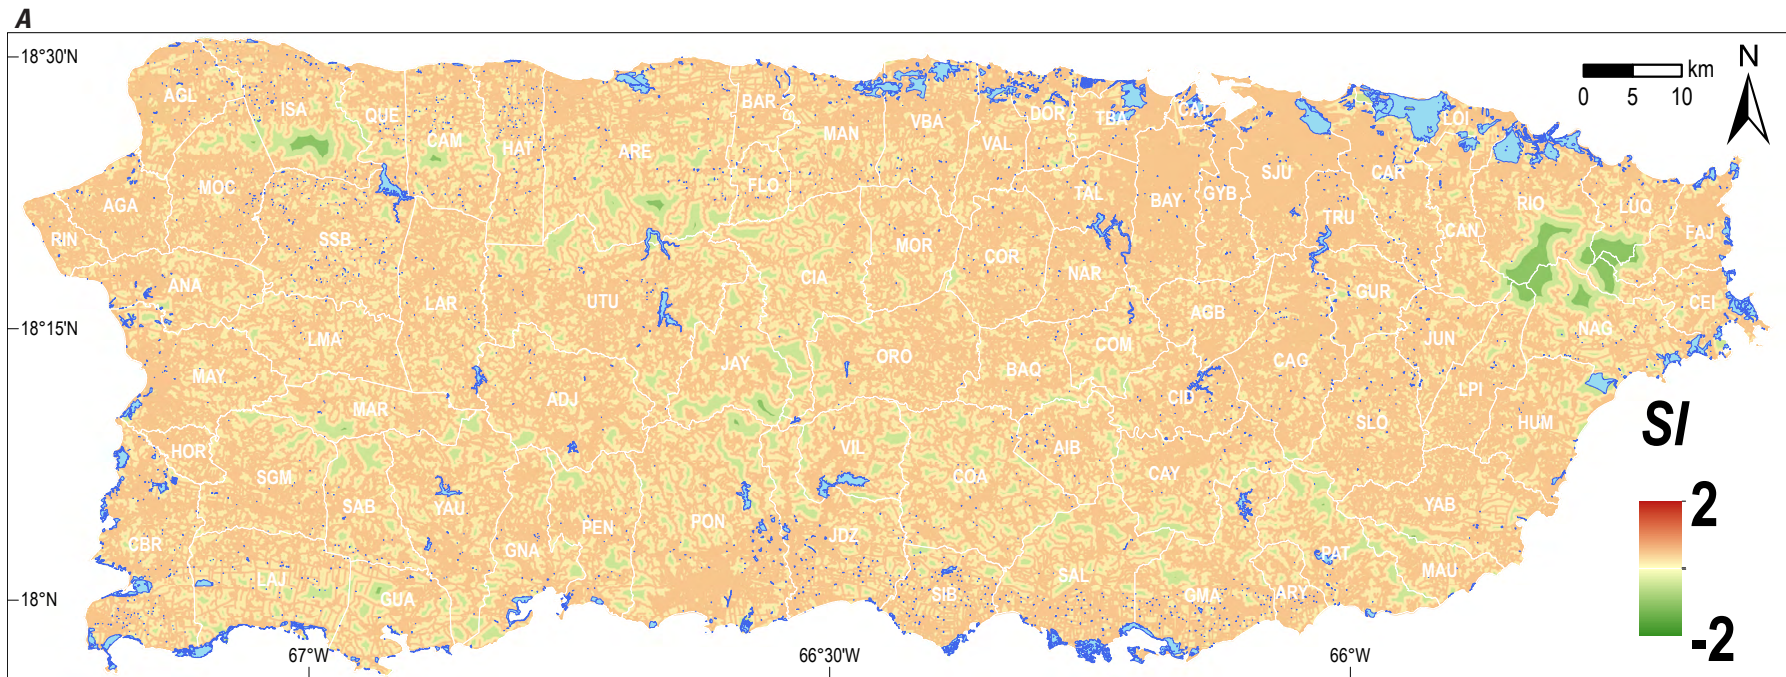 A
18°30'N
N
km
0 5 10
AGL
ISA
QUE
CAM
HAT
ARE
BAR
MAN
VBA
VAL
DOR
TBA
LOI
MOC
AGA
RIN
SSB
FLO
TAL
BAY
GYB
SJU
CAR
TRU
CAN
RIO
LUQ
FAJ
ANA
LAR
UTU
CIA
MOR
COR
NAR
AGB
GUR
CEI
18°15'N
LMA
MAY
JAY
ORO
BAQ
COM
CAG
JUN
NAG
LPI
MAR
ADJ
CID
SLO
HUM
HOR
SGM
SAB
YAU
VIL
COA
AIB
CAY
YAB
CBR
GNA
PEN
PON
JDZ
SAL
PAT
MAU
LAJ
GUA
SIB
GMA
ARY
18°N
67°W
66°30'W
66°W
SI
2
-2